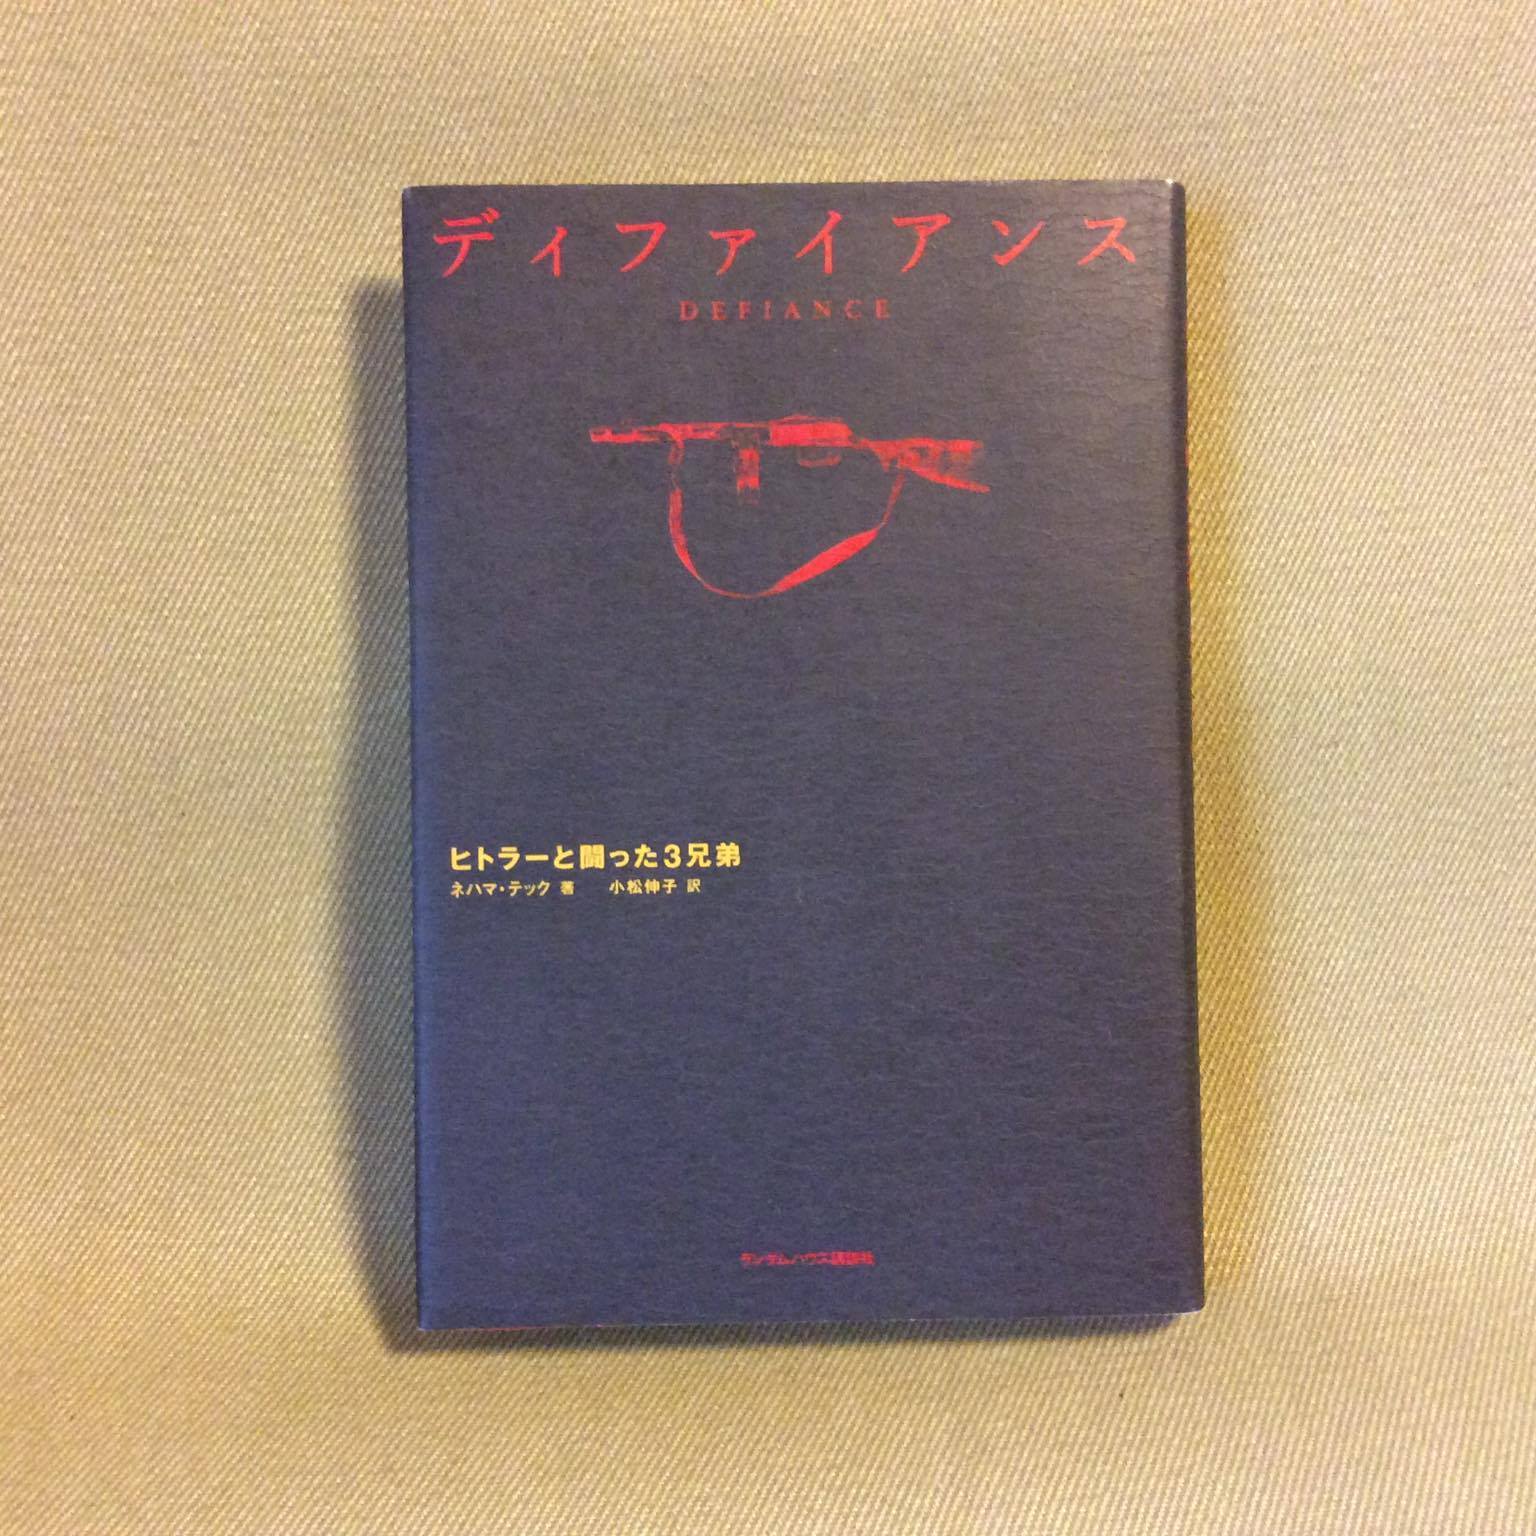 ディファイアンス
DEFIANCE
ヒトラーと闘った3兄弟
ネハマ・テック 著 小松伸子 訳
ランダムハウス講談社